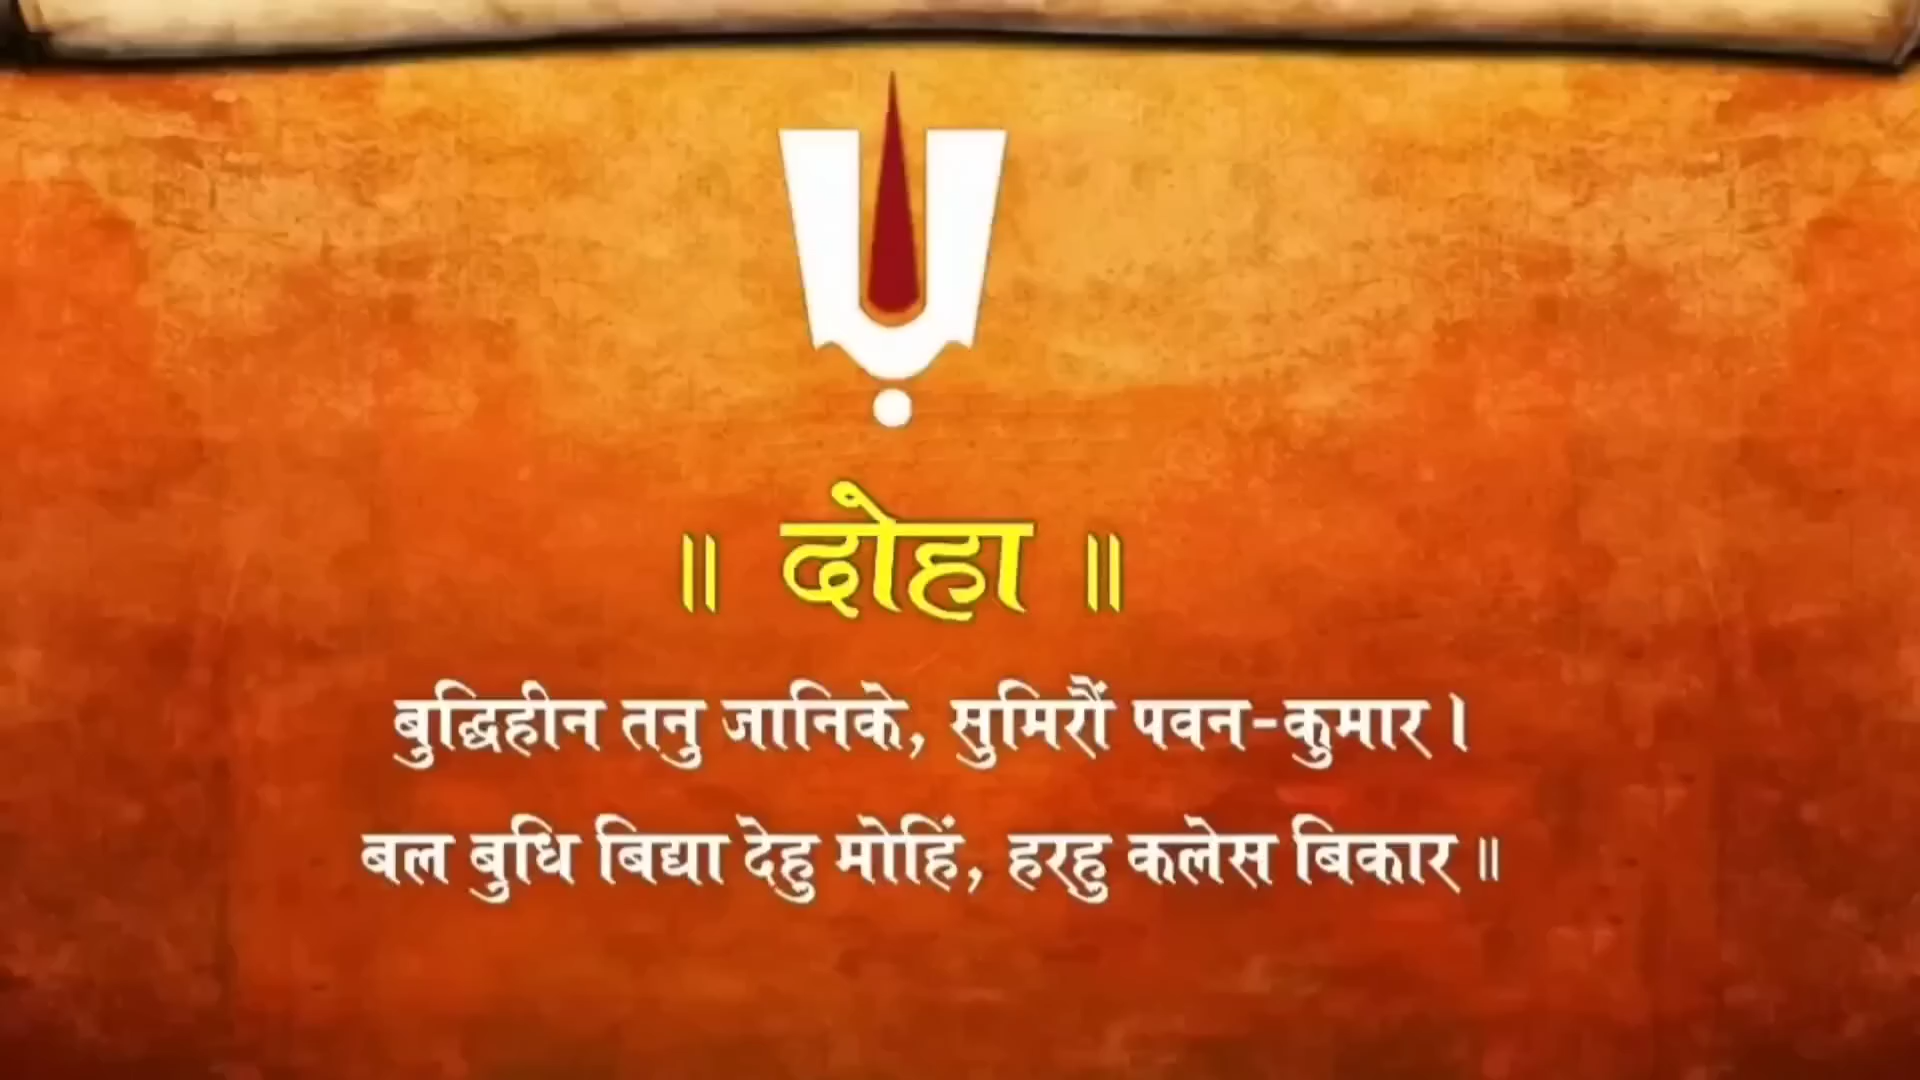 ॥ दोहा ॥
बुद्धिहीन तनु जानिके, सुमिरौं पवन-कुमार।
बल बुधि बिद्या देहु मोहिं, हरहु कलेस बिकार॥